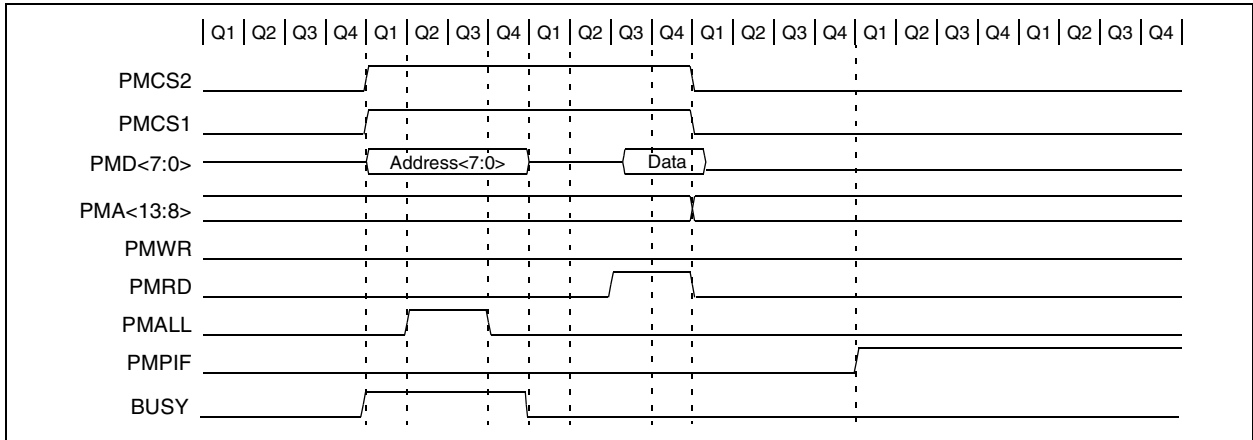 Q1 Q2 Q3 Q4 Q1 Q2 Q3 Q4 Q1 Q2 Q3 Q4 Q1 Q2 Q3 Q4 Q1 Q2 Q3 Q4 Q1 Q2 Q3 Q4
PMCS2
PMCS1
PMD<7:0> Address<7:0> Data
PMA<13:8>
PMWR
PMRD
PMALL
PMPIF
BUSY